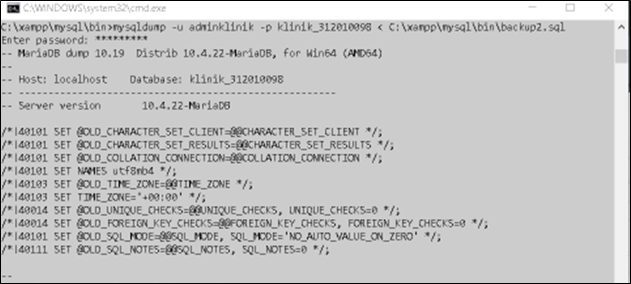 C:\WINDOWS\system32\cmd.exe
C:\xampp\mysql\bin>mysqldump -u adminklinik -p klinik_312010098 < C:\xampp\mysql\bin\backup2.sql
Enter password: *********
-- MariaDB dump 10.19  Distrib 10.4.22-MariaDB, for Win64 (AMD64)
--
-- Host: localhost    Database: klinik_312010098
-- ------------------------------------------------------
-- Server version       10.4.22-MariaDB
/*!40101 SET @OLD_CHARACTER_SET_CLIENT=@@CHARACTER_SET_CLIENT */;
/*!40101 SET @OLD_CHARACTER_SET_RESULTS=@@CHARACTER_SET_RESULTS */;
/*!40101 SET @OLD_COLLATION_CONNECTION=@@COLLATION_CONNECTION */;
/*!40101 SET NAMES utf8mb4 */;
/*!40103 SET @OLD_TIME_ZONE=@@TIME_ZONE */;
/*!40103 SET TIME_ZONE='+00:00' */;
/*!40014 SET @OLD_UNIQUE_CHECKS=@@UNIQUE_CHECKS, UNIQUE_CHECKS=0 */;
/*!40014 SET @OLD_FOREIGN_KEY_CHECKS=@@FOREIGN_KEY_CHECKS, FOREIGN_KEY_CHECKS=0 */;
/*!40101 SET @OLD_SQL_MODE=@@SQL_MODE, SQL_MODE='NO_AUTO_VALUE_ON_ZERO' */;
/*!40111 SET @OLD_SQL_NOTES=@@SQL_NOTES, SQL_NOTES=0 */;
--